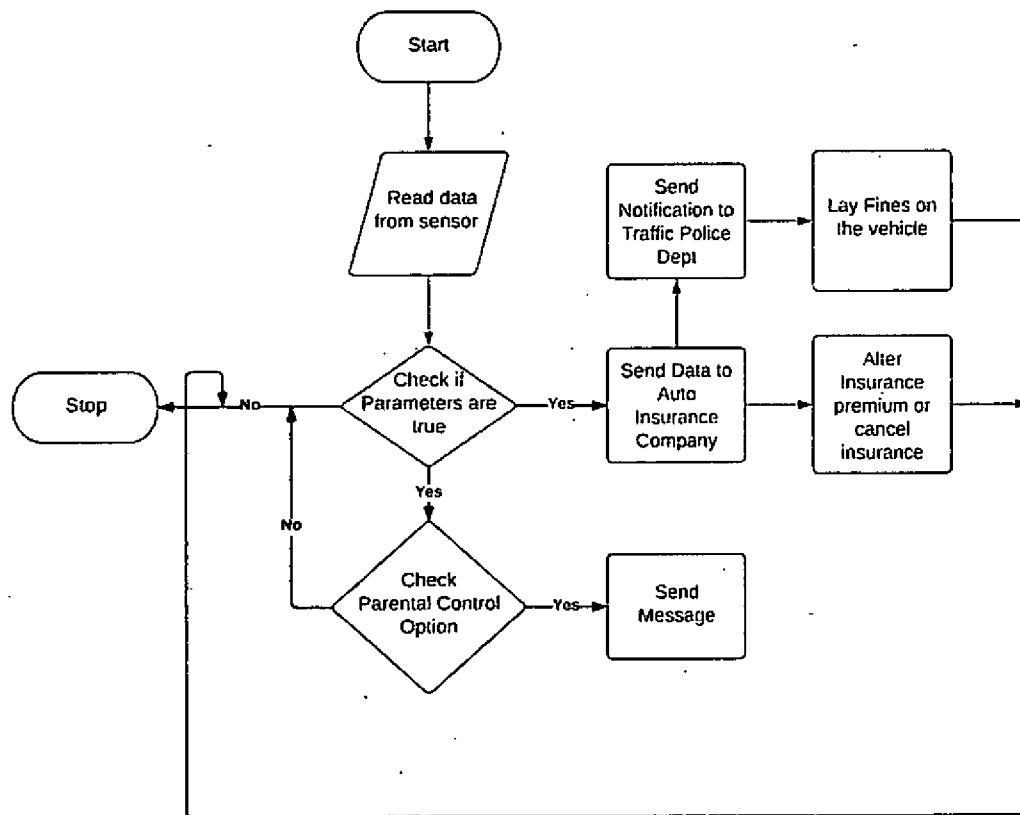 Start
Read data
from sensor
Send
Notification to
Traffic Police
Dept
Lay Fines on
the vehicle
Stop
No
Check if
Parameters are
true
Yes
Send Data to
Auto
Insurance
Company
Alter
Insurance
premium or
cancel
insurance
Yes
No
Check
Parental Control
Option
Yes
Send
Message